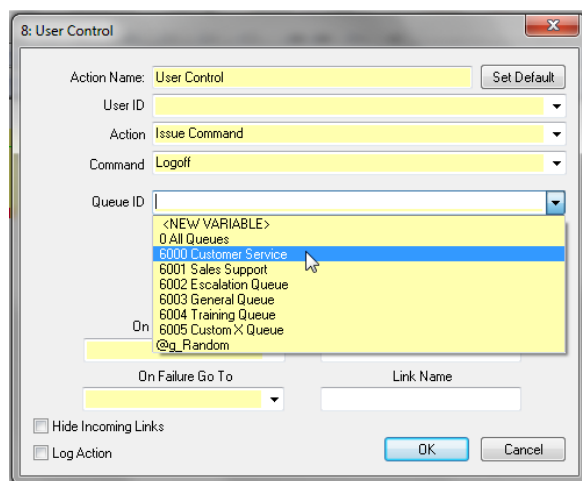 8: User Control
Action Name: User Control Set Default
User ID
Action Issue Command
Command Logoff
Queue ID
<NEW VARIABLE>
0 All Queues
6000 Customer Service
6001 Sales Support
6002 Escalation Queue
6003 General Queue
6004 Training Queue
6005 Custom X Queue
@g_Random
On
On Failure Go To Link Name
Hide Incoming Links
Log Action OK Cancel